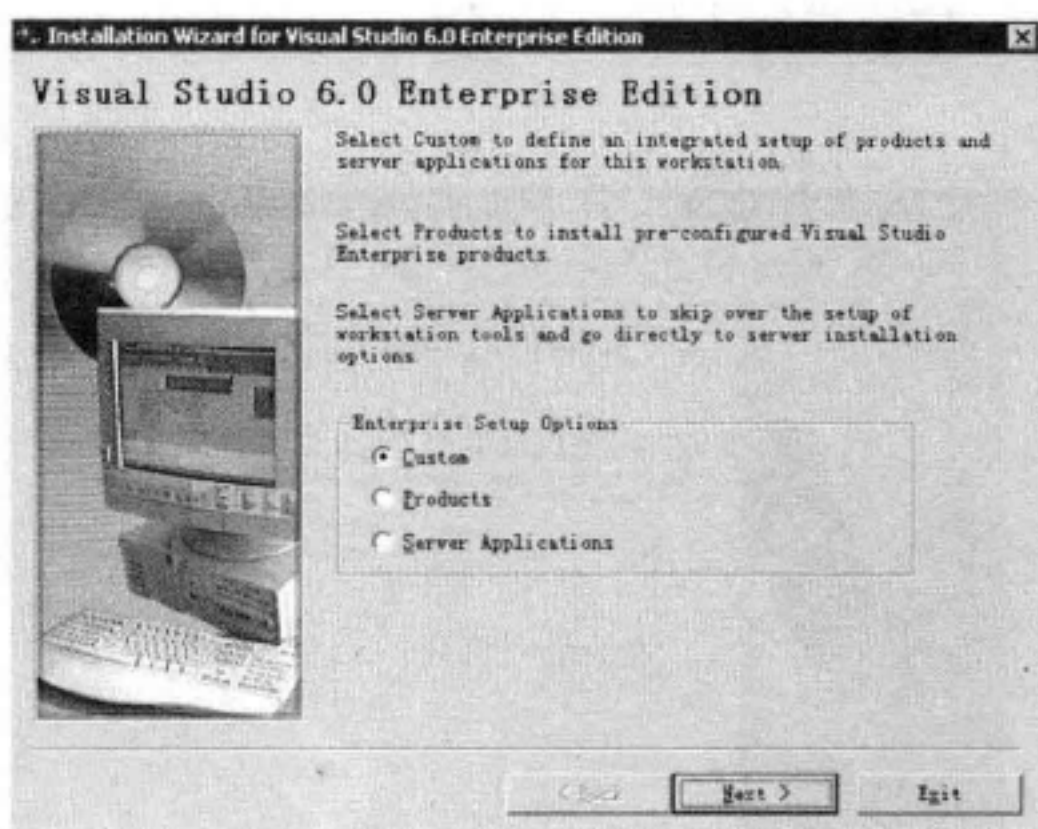 Installation Wizard for Visual Studio 6.0 Enterprise Edition
Visual Studio 6.0 Enterprise Edition
Select Custom to define an integrated setup of products and
server applications for this workstation.
Select Products to install pre-configured Visual Studio
Enterprise products.
Select Server Applications to skip over the setup of
workstation tools and go directly to server installation
options.
Enterprise Setup Options
Custom
Products
Server Applications
< Back
Next >
Exit